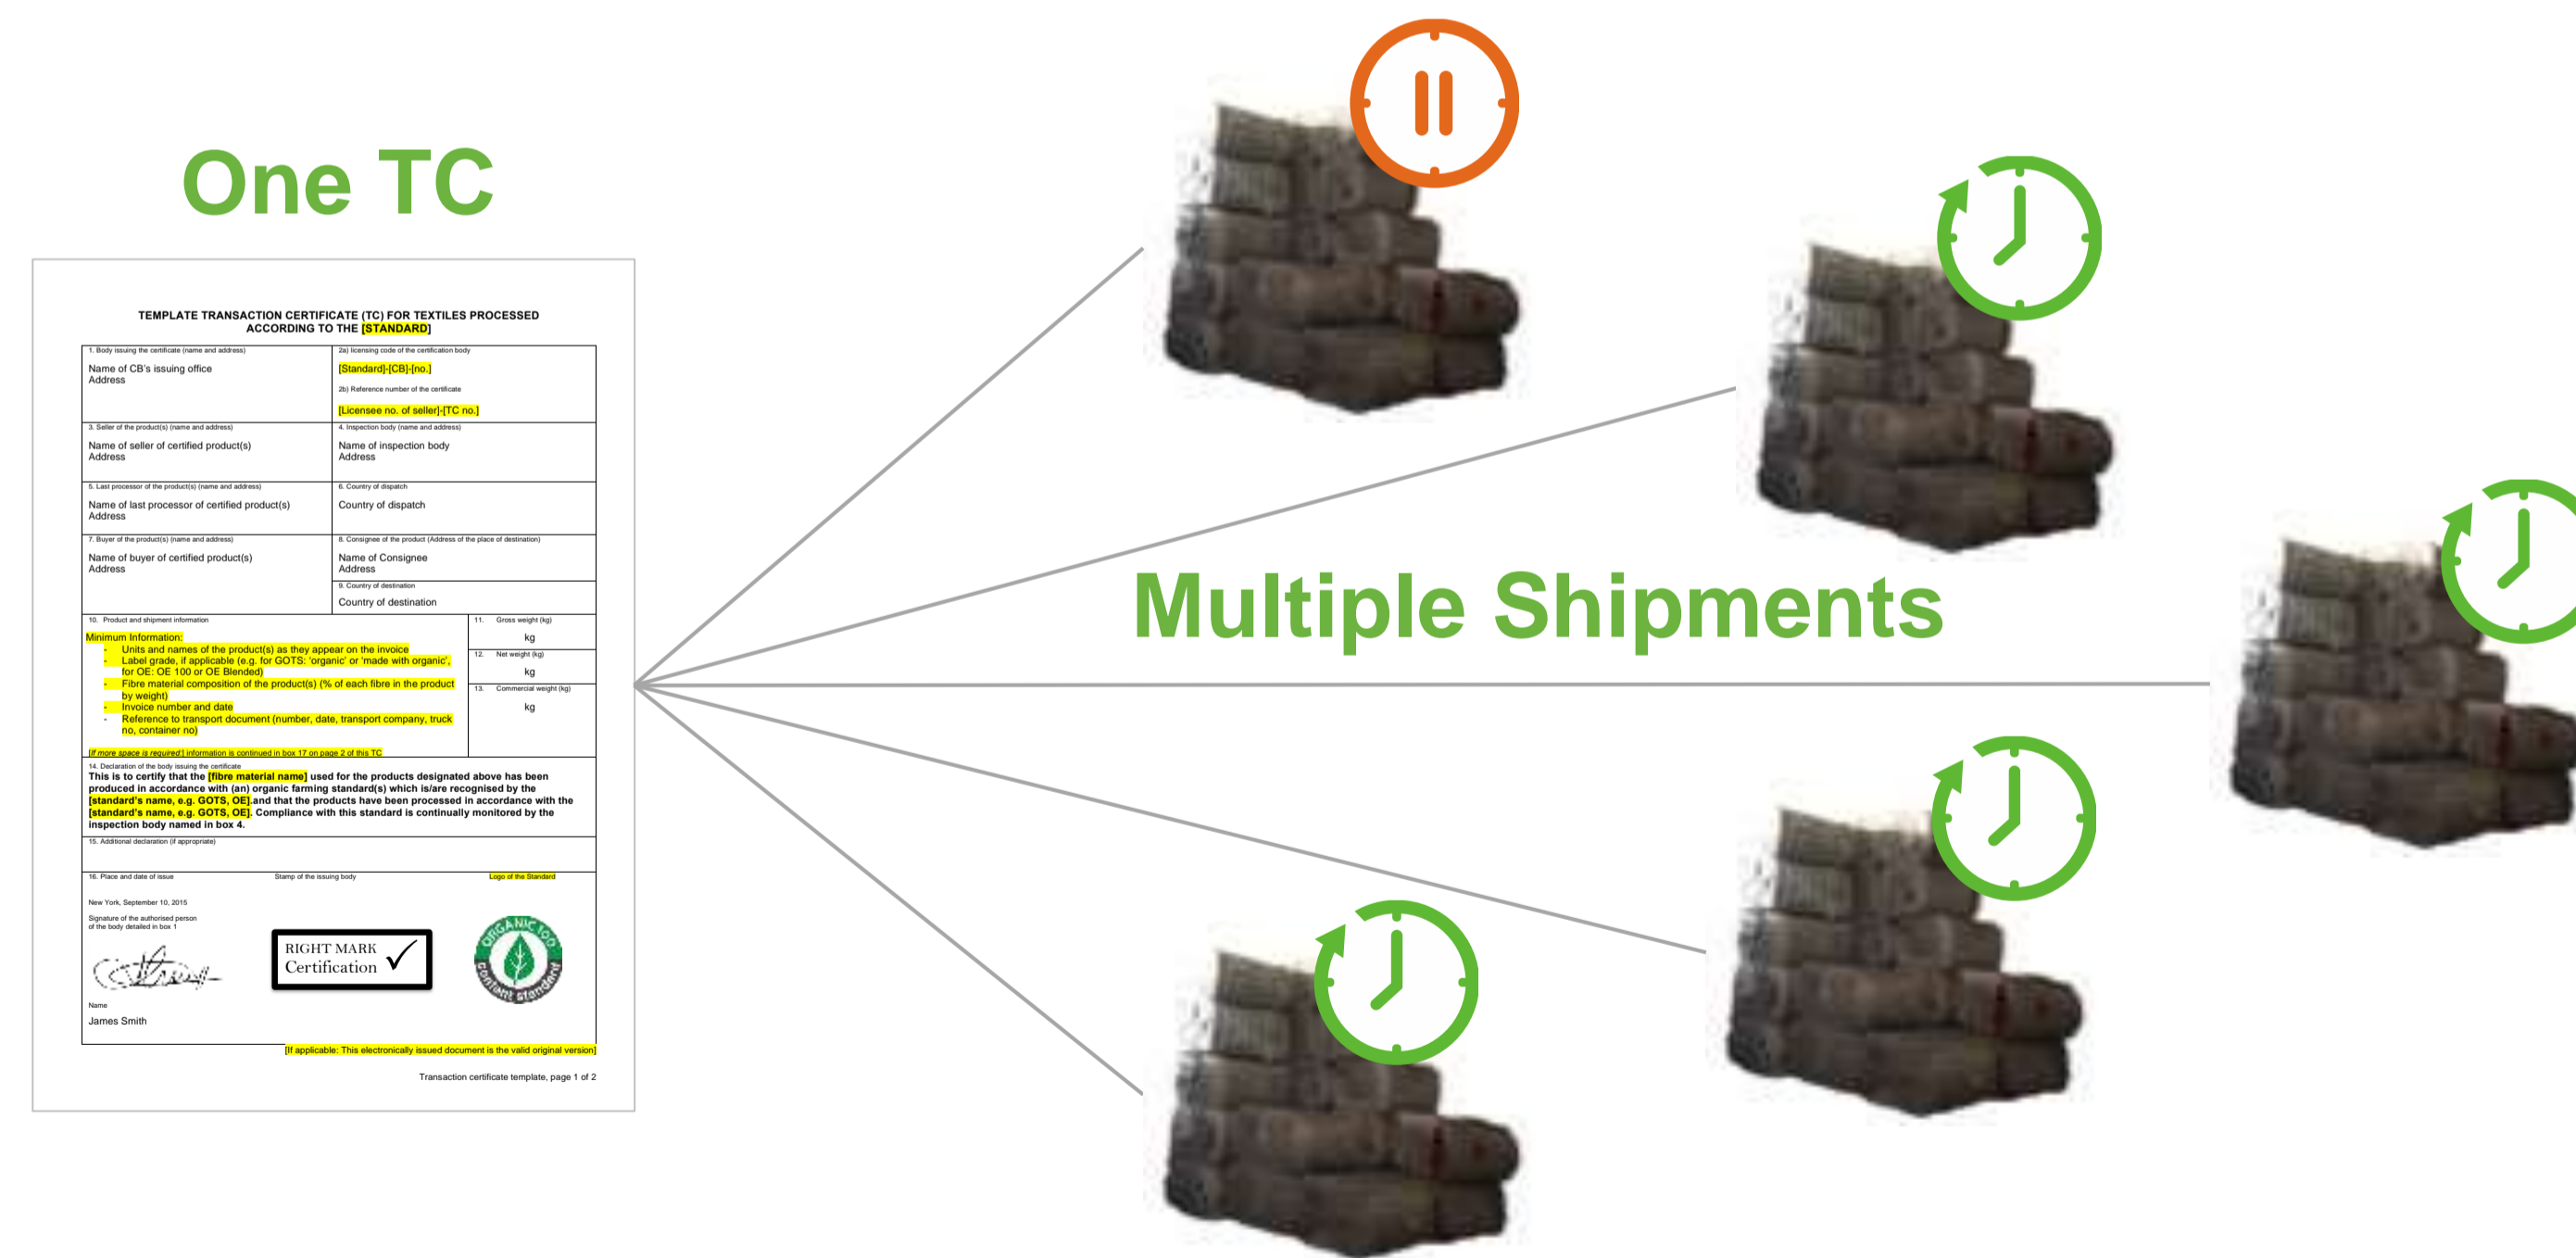 One TC
TEMPLATE TRANSACTION CERTIFICATE (TC) FOR TEXTILES PROCESSED
ACCORDING TO THE [STANDARD]
1. Body issuing the certificate (name and address)
Name of CB's issuing office
Address
2a) licensing code of the certification body
[Standard]-[CB]-[no.]
2b) Reference number of the certificate
[Licensee no. of seller]-[TC no.]
3. Seller of the product(s) (name and address)
Name of seller of certified product(s)
Address
4. Inspection body (name and address)
Name of inspection body
Address
5. Last processor of the product(s) (name and address)
Name of last processor of certified product(s)
Address
6. Country of dispatch
Country of dispatch
7. Buyer of the product(s) (name and address)
Name of buyer of certified product(s)
Address
8. Consignee of the product (Address of the place of destination)
Name of Consignee
Address
9. Country of destination
Country of destination
10. Product and shipment information
Minimum Information:
- Units and names of the product(s) as they appear on the invoice
- Label grade, if applicable (e.g. for GOTS: 'organic' or 'made with organic',
for OE: OE 100 or OE Blended)
- Fibre material composition of the product(s) (% of each fibre in the product
by weight)
- Invoice number and date
- Reference to transport document (number, date, transport company, truck
no, container no)
[If more space is required:] information is continued in box 17 on page 2 of this TC
11. Gross weight (kg)
kg
12. Net weight (kg)
kg
13. Commercial weight (kg)
kg
14. Declaration of the body issuing the certificate
This is to certify that the [fibre material name] used for the products designated above has been
produced in accordance with (an) organic farming standard(s) which is/are recognised by the
[standard's name, e.g. GOTS, OE].and that the products have been processed in accordance with the
[standard's name, e.g. GOTS, OE]. Compliance with this standard is continually monitored by the
inspection body named in box 4.
15. Additional declaration (if appropriate)
16. Place and date of issue
Stamp of the issuing body
Logo of the Standard
New York, September 10, 2015
Signature of the authorised person
of the body detailed in box 1
RIGHT MARK
Certification
ORGANIC 100
content standard
Name
James Smith
[If applicable: This electronically issued document is the valid original version]
Transaction certificate template, page 1 of 2
Multiple Shipments